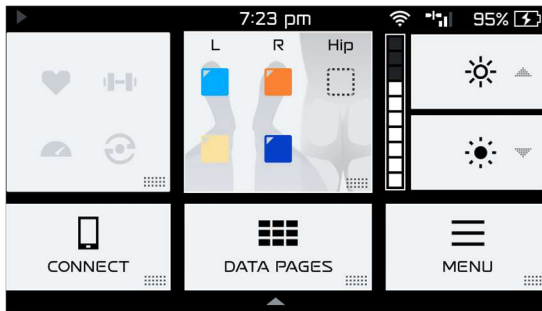 7:23 pm
95%
L R Hip
CONNECT
DATA PAGES
MENU